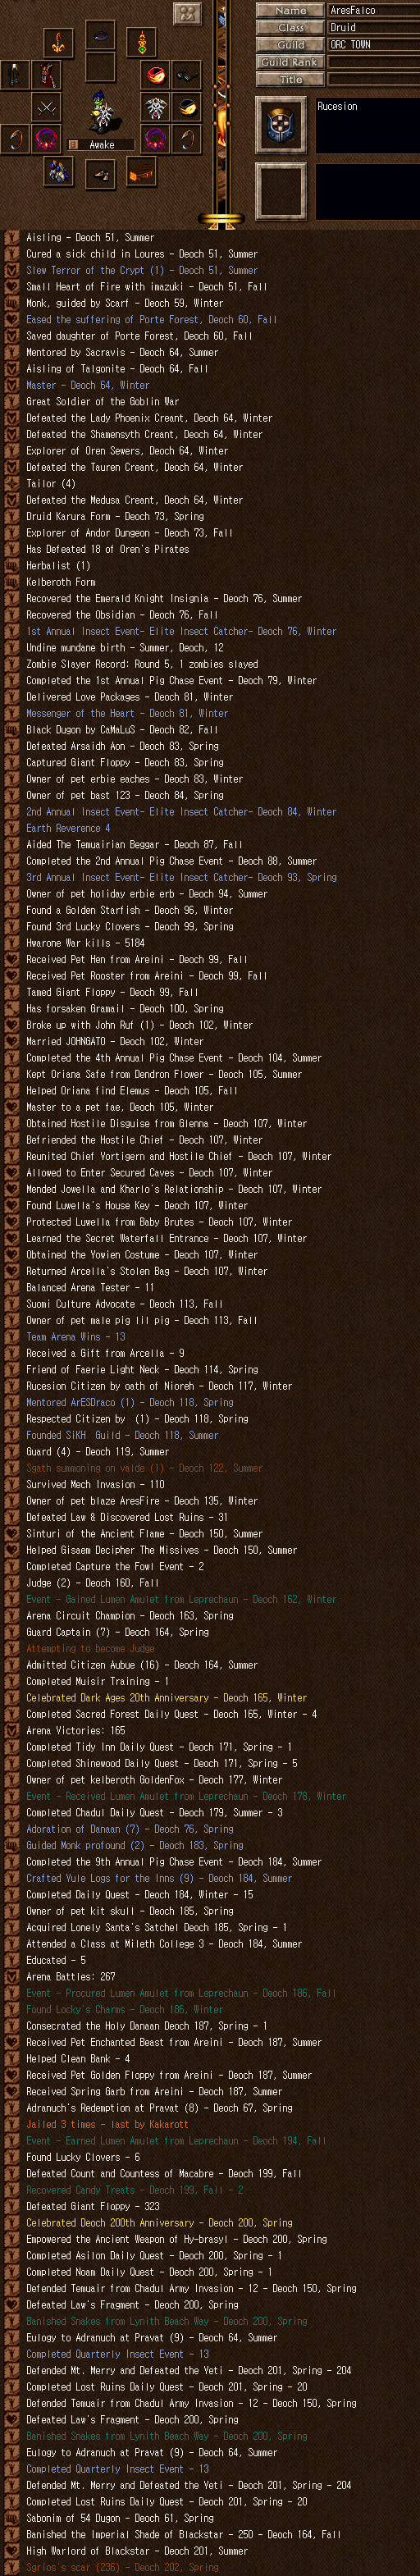 Name AresFalco
Class Druid
Guild ORC TOWN
Guild Rank
Title
Rucesion
Awake
Aisling - Deoch 51, Summer
Cured a sick child in Loures - Deoch 51, Summer
Slew Terror of the Crypt (1) - Deoch 51, Summer
Small Heart of Fire with imazuki - Deoch 51, Fall
Monk, guided by Scarf - Deoch 59, Winter
Eased the suffering of Porte Forest, Deoch 60, Fall
Saved daughter of Porte Forest, Deoch 60, Fall
Mentored by Sacravis - Deoch 64, Summer
Aisling of Talgonite - Deoch 64, Fall
Master - Deoch 64, Winter
Great Soldier of the Goblin War
Defeated the Lady Phoenix Creant, Deoch 64, Winter
Defeated the Shamensyth Creant, Deoch 64, Winter
Explorer of Oren Sewers, Deoch 64, Winter
Defeated the Tauren Creant, Deoch 64, Winter
Tailor (4)
Defeated the Medusa Creant, Deoch 64, Winter
Druid Karura Form - Deoch 73, Spring
Explorer of Andor Dungeon - Deoch 73, Fall
Has Defeated 18 of Oren's Pirates
Herbalist (1)
Kelberoth Form
Recovered the Emerald Knight Insignia - Deoch 76, Summer
Recovered the Obsidian - Deoch 76, Fall
1st Annual Insect Event- Elite Insect Catcher- Deoch 76, Winter
Undine mundane birth - Summer, Deoch, 12
Zombie Slayer Record: Round 5, 1 zombies slayed
Completed the 1st Annual Pig Chase Event - Deoch 79, Winter
Delivered Love Packages - Deoch 81, Winter
Messenger of the Heart - Deoch 81, Winter
Black Dugon by CaMaLuS - Deoch 82, Fall
Defeated Arsaidh Aon - Deoch 83, Spring
Captured Giant Floppy - Deoch 83, Spring
Owner of pet erbie eaches - Deoch 83, Winter
Owner of pet bast 123 - Deoch 84, Spring
2nd Annual Insect Event- Elite Insect Catcher- Deoch 84, Winter
Earth Reverence 4
Aided The Temuairian Beggar - Deoch 87, Fall
Completed the 2nd Annual Pig Chase Event - Deoch 88, Summer
3rd Annual Insect Event- Elite Insect Catcher- Deoch 93, Spring
Owner of pet holiday erbie erb - Deoch 94, Summer
Found a Golden Starfish - Deoch 96, Winter
Found 3rd Lucky Clovers - Deoch 99, Spring
Hwarone War kills - 5184
Received Pet Hen from Areini - Deoch 99, Fall
Received Pet Rooster from Areini - Deoch 99, Fall
Tamed Giant Floppy - Deoch 99, Fall
Has forsaken Gramail - Deoch 100, Spring
Broke up with John Ruf (1) - Deoch 102, Winter
Married JOHNGATO - Deoch 102, Winter
Completed the 4th Annual Pig Chase Event - Deoch 104, Summer
Kept Oriana Safe from Dendron Flower - Deoch 105, Summer
Helped Oriana find Elemus - Deoch 105, Fall
Master to a pet fae, Deoch 105, Winter
Obtained Hostile Disguise from Glenna - Deoch 107, Winter
Befriended the Hostile Chief - Deoch 107, Winter
Reunited Chief Vortigern and Hostile Chief - Deoch 107, Winter
Allowed to Enter Secured Caves - Deoch 107, Winter
Mended Jowella and Kharlo's Relationship - Deoch 107, Winter
Found Luwella's House Key - Deoch 107, Winter
Protected Luwella from Baby Brutes - Deoch 107, Winter
Learned the Secret Waterfall Entrance - Deoch 107, Winter
Obtained the Yowien Costume - Deoch 107, Winter
Returned Arcella's Stolen Bag - Deoch 107, Winter
Balanced Arena Tester - 11
Suomi Culture Advocate - Deoch 113, Fall
Owner of pet male pig lil pig - Deoch 113, Fall
Team Arena Wins - 13
Received a Gift from Arcella - 9
Friend of Faerie Light Neck - Deoch 114, Spring
Rucesion Citizen by oath of Nioreh - Deoch 117, Winter
Mentored ArESDraco (1) - Deoch 118, Spring
Respected Citizen by  (1) - Deoch 118, Spring
Founded SiKH  Guild - Deoch 118, Summer
Guard (4) - Deoch 119, Summer
Sgath summoning on valde (1) - Deoch 122, Summer
Survived Mech Invasion - 110
Owner of pet blaze AresFire - Deoch 135, Winter
Defeated Law & Discovered Lost Ruins - 31
Sinturi of the Ancient Flame - Deoch 150, Summer
Helped Gisaem Decipher The Missives - Deoch 150, Summer
Completed Capture the Fowl Event - 2
Judge (2) - Deoch 160, Fall
Event - Gained Lumen Amulet from Leprechaun - Deoch 162, Winter
Arena Circuit Champion - Deoch 163, Spring
Guard Captain (7) - Deoch 164, Spring
Attempting to become Judge
Admitted Citizen Aubue (16) - Deoch 164, Summer
Completed Muisir Training - 1
Celebrated Dark Ages 20th Anniversary - Deoch 165, Winter
Completed Sacred Forest Daily Quest - Deoch 165, Winter - 4
Arena Victories: 165
Completed Tidy Inn Daily Quest - Deoch 171, Spring - 1
Completed Shinewood Daily Quest - Deoch 171, Spring - 5
Owner of pet kelberoth GoldenFox - Deoch 177, Winter
Event - Received Lumen Amulet from Leprechaun - Deoch 178, Winter
Completed Chadul Daily Quest - Deoch 179, Summer - 3
Adoration of Danaan (7) - Deoch 76, Spring
Guided Monk profound (2) - Deoch 183, Spring
Completed the 9th Annual Pig Chase Event - Deoch 184, Summer
Crafted Yule Logs for the Inns (9) - Deoch 184, Summer
Completed Daily Quest - Deoch 184, Winter - 15
Owner of pet kit skull - Deoch 185, Spring
Acquired Lonely Santa's Satchel Deoch 185, Spring - 1
Attended a Class at Mileth College 3 - Deoch 184, Summer
Educated - 5
Arena Battles: 267
Event - Procured Lumen Amulet from Leprechaun - Deoch 186, Fall
Found Locky's Charms - Deoch 186, Winter
Consecrated the Holy Danaan Deoch 187, Spring - 1
Received Pet Enchanted Beast from Areini - Deoch 187, Summer
Helped Clean Bank - 4
Received Pet Golden Floppy from Areini - Deoch 187, Summer
Received Spring Garb from Areini - Deoch 187, Summer
Adranuch's Redemption at Pravat (8) - Deoch 67, Spring
Jailed 3 times - last by Kakarott
Event - Earned Lumen Amulet from Leprechaun - Deoch 194, Fall
Found Lucky Clovers - 6
Defeated Count and Countess of Macabre - Deoch 199, Fall
Recovered Candy Treats - Deoch 199, Fall - 2
Defeated Giant Floppy - 323
Celebrated Deoch 200th Anniversary - Deoch 200, Spring
Empowered the Ancient Weapon of Hy-brasyl - Deoch 200, Spring
Completed Asilon Daily Quest - Deoch 200, Spring - 1
Completed Noam Daily Quest - Deoch 200, Spring - 1
Defended Temuair from Chadul Army Invasion - 12 - Deoch 150, Spring
Defeated Law's Fragment - Deoch 200, Spring
Banished Snakes from Lynith Beach Way - Deoch 200, Spring
Eulogy to Adranuch at Pravat (9) - Deoch 64, Summer
Completed Quarterly Insect Event - 13
Defended Mt. Merry and Defeated the Yeti - Deoch 201, Spring - 204
Completed Lost Ruins Daily Quest - Deoch 201, Spring - 20
Defended Temuair from Chadul Army Invasion - 12 - Deoch 150, Spring
Defeated Law's Fragment - Deoch 200, Spring
Banished Snakes from Lynith Beach Way - Deoch 200, Spring
Eulogy to Adranuch at Pravat (9) - Deoch 64, Summer
Completed Quarterly Insect Event - 13
Defended Mt. Merry and Defeated the Yeti - Deoch 201, Spring - 204
Completed Lost Ruins Daily Quest - Deoch 201, Spring - 20
Sabonim of 54 Dugon - Deoch 61, Spring
Banished the Imperial Shade of Blackstar - 250 - Deoch 164, Fall
High Warlord of Blackstar - Deoch 201, Summer
Sgrios's scar (236) - Deoch 202, Spring